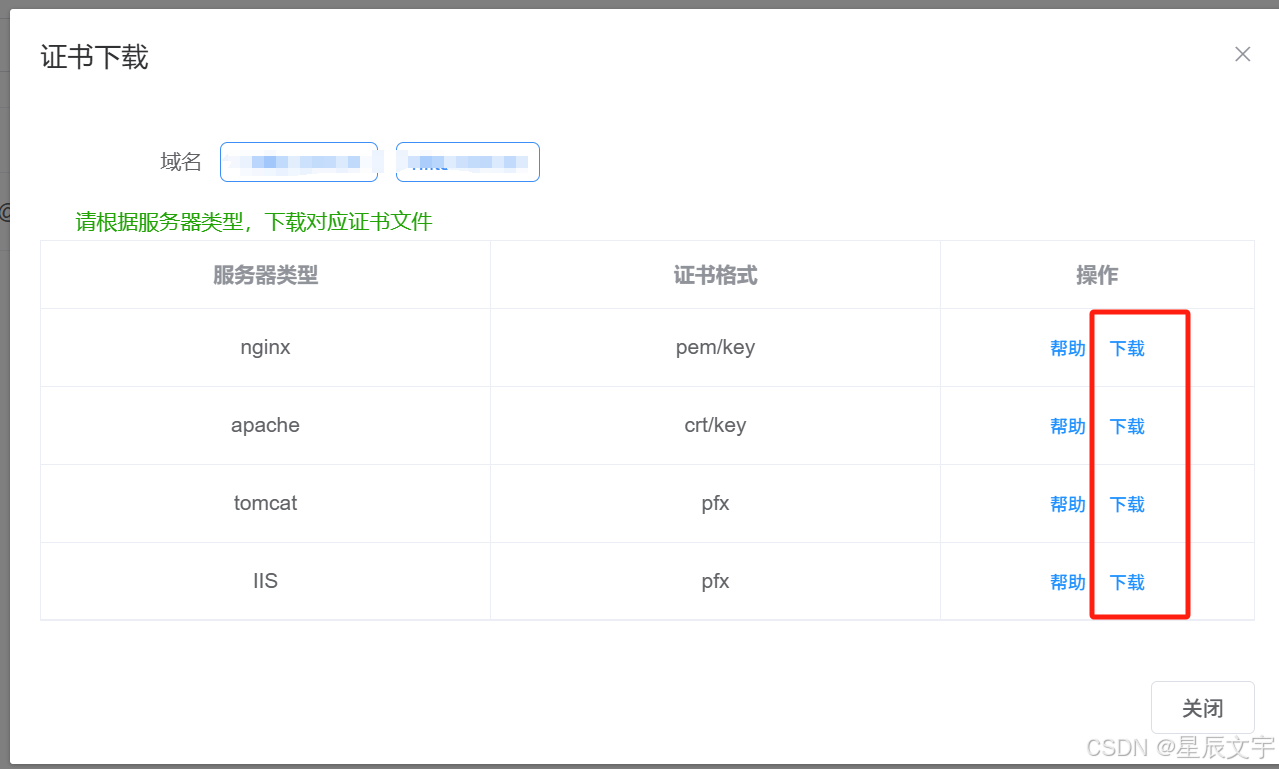 证书下载
域名
请根据服务器类型，下载对应证书文件
服务器类型 证书格式 操作
nginx pem/key 帮助 下载
apache crt/key 帮助 下载
tomcat pfx 帮助 下载
IIS pfx 帮助 下载
关闭
CSDN @星辰文宇